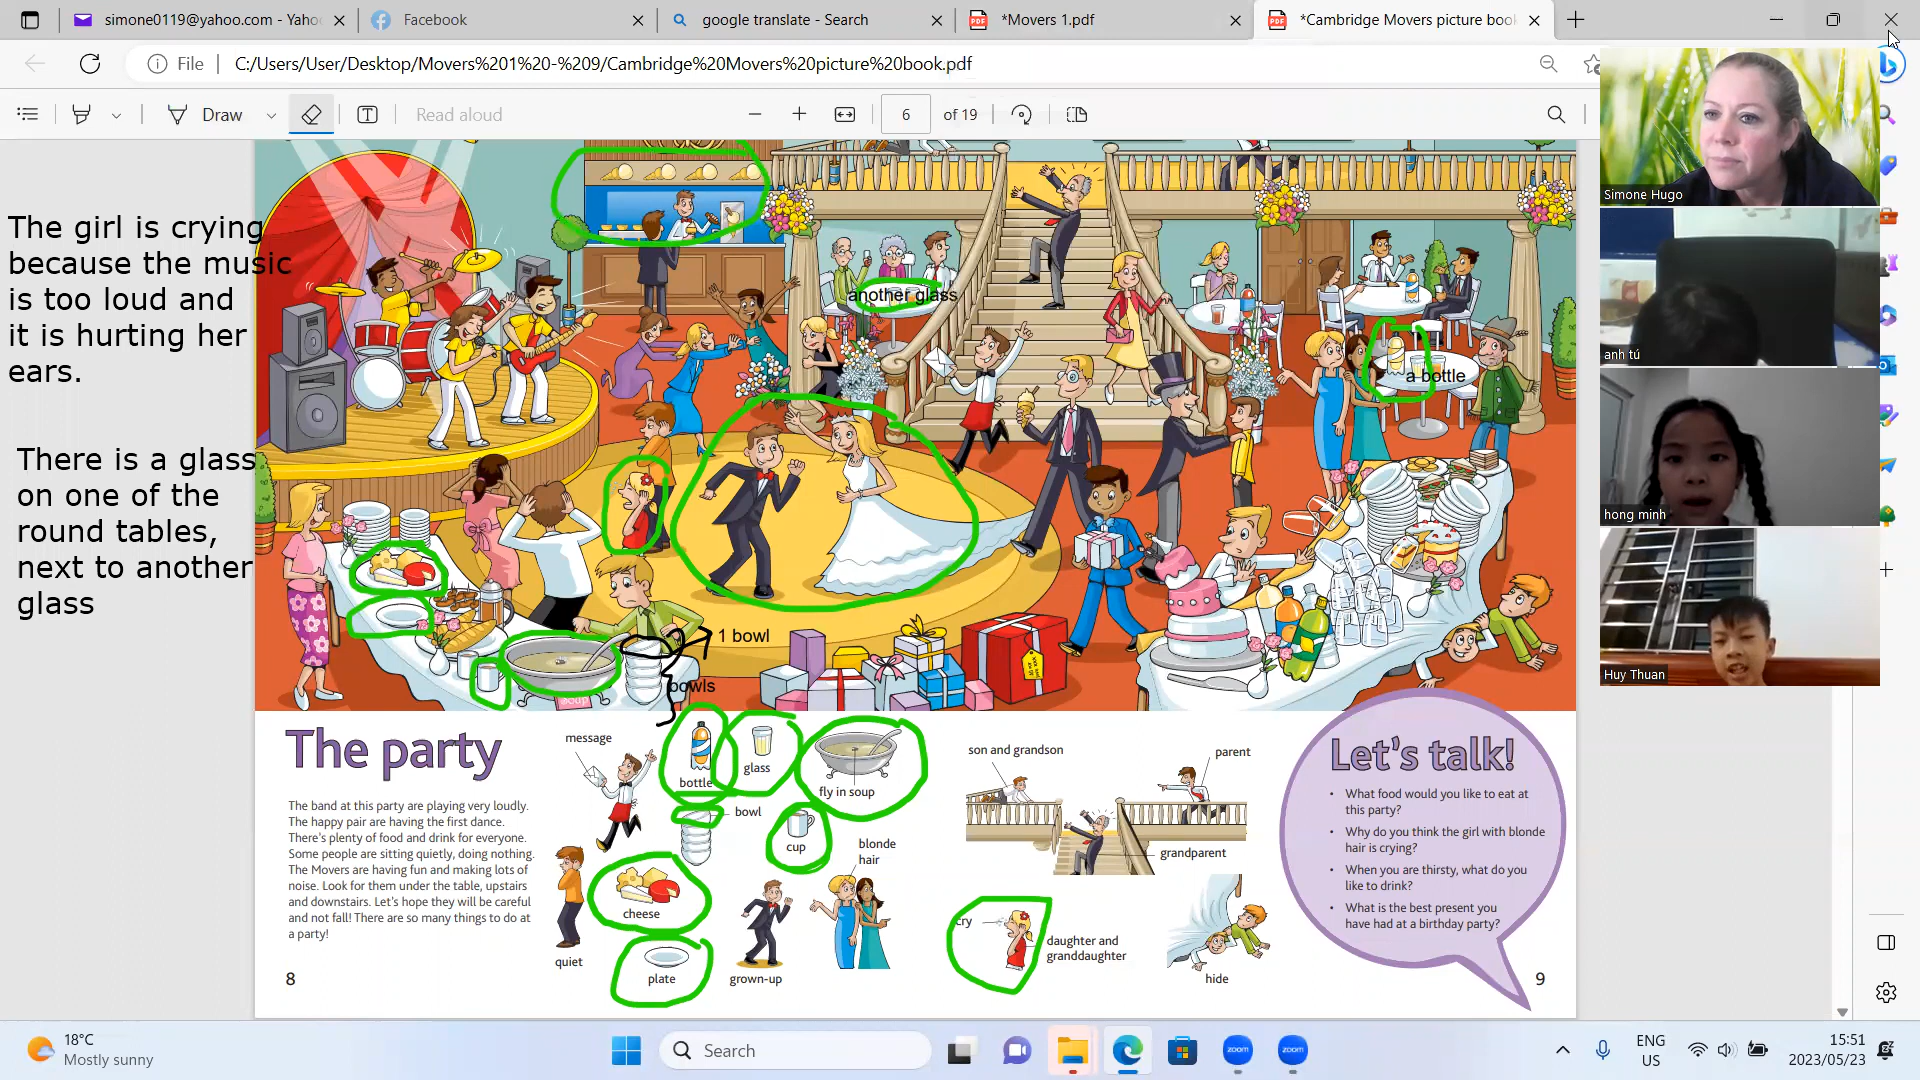 simone0119@yahoo.com - Yaho
Facebook
google translate - Search
*Movers 1.pdf
*Cambridge Movers picture boo
File
C:/Users/User/Desktop/Movers%201%20-%209/Cambridge%20Movers%20picture%20book.pdf
Draw
Read aloud
6
of 19
Simone Hugo
anh tú
hong minh
Huy Thuan
The girl is crying
because the music
is too loud and
it is hurting her
ears.
There is a glass
on one of the
round tables,
next to another
glass
another glass
a bottle
1 bowl
bowls
Soup
The party
The band at this party are playing very loudly.
The happy pair are having the first dance.
There's plenty of food and drink for everyone.
Some people are sitting quietly, doing nothing.
The Movers are having fun and making lots of
noise. Look for them under the table, upstairs
and downstairs. Let's hope they will be careful
and not fall! There are so many things to do at
a party!
8
message
bottle
glass
fly in soup
bowl
cup
blonde
hair
cheese
quiet
plate
grown-up
son and grandson
parent
grandparent
cry
daughter and
granddaughter
hide
Let's talk!
• What food would you like to eat at
this party?
• Why do you think the girl with blonde
hair is crying?
• When you are thirsty, what do you
like to drink?
• What is the best present you
have had at a birthday party?
9
18°C
Mostly sunny
Search
zoom
zoom
ENG
US
15:51
2023/05/23